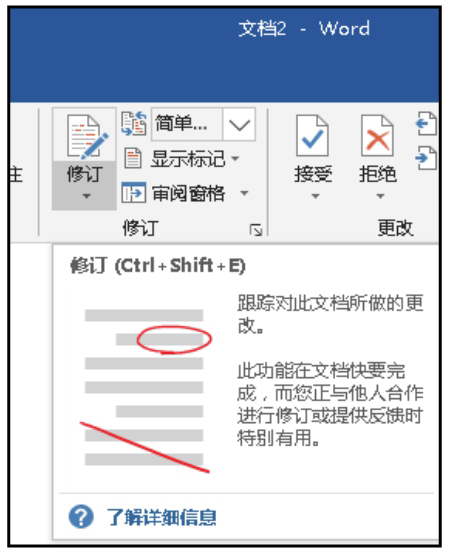 文档2 - Word
简单...
显示标记
审阅窗格
主
修订
接受
拒绝
修订
更改
修订 (Ctrl+Shift+E)
跟踪对此文档所做的更
改。
此功能在文档快要完
成，而您正与他人合作
进行修订或提供反馈时
特别有用。
了解详细信息